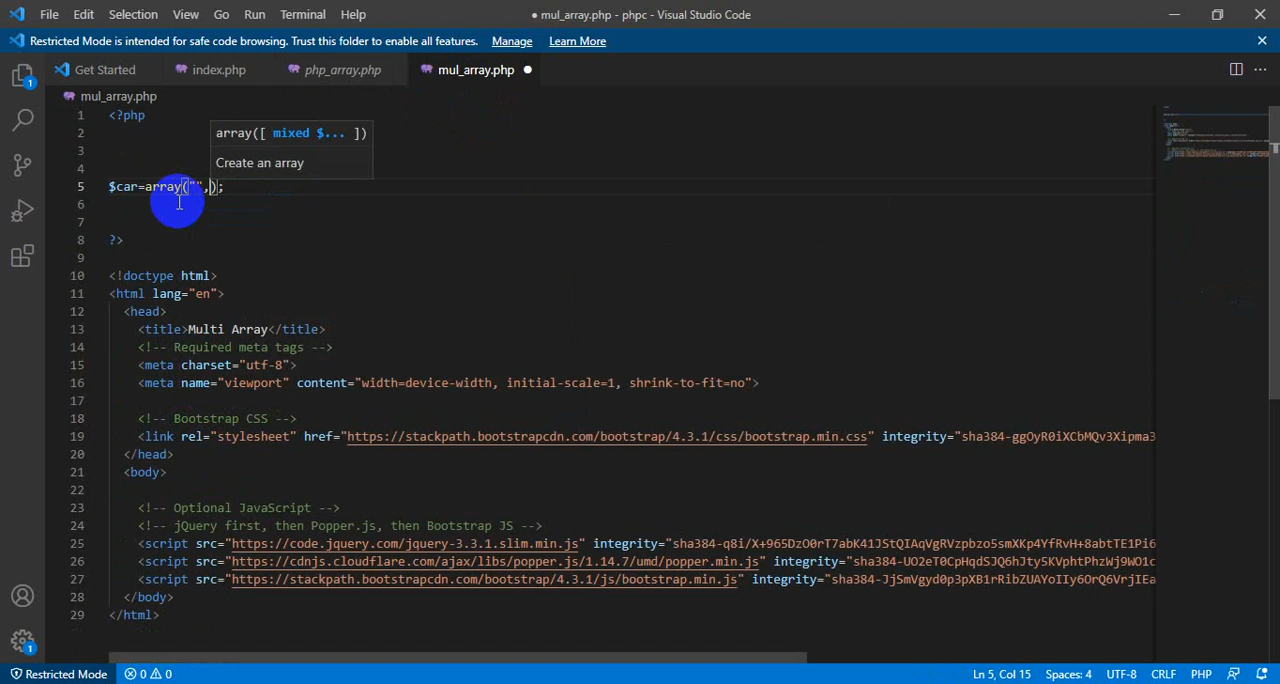 File Edit Selection View Go Run Terminal Help
● mul_array.php - phpc - Visual Studio Code
Restricted Mode is intended for safe code browsing. Trust this folder to enable all features. Manage Learn More
Get Started index.php php_array.php mul_array.php
mul_array.php
1 <?php
2
array([ mixed $... ])
3
Create an array
4
5 $car=array("",);
6
7
8 ?>
9
10 <!doctype html>
11 <html lang="en">
12 <head>
13 <title>Multi Array</title>
14 <!-- Required meta tags -->
15 <meta charset="utf-8">
16 <meta name="viewport" content="width=device-width, initial-scale=1, shrink-to-fit=no">
17
18 <!-- Bootstrap CSS -->
19 <link rel="stylesheet" href="https://stackpath.bootstrapcdn.com/bootstrap/4.3.1/css/bootstrap.min.css" integrity="sha384-ggOyR0iXCbMQv3Xipma3
20 </head>
21 <body>
22
23 <!-- Optional JavaScript -->
24 <!-- jQuery first, then Popper.js, then Bootstrap JS -->
25 <script src="https://code.jquery.com/jquery-3.3.1.slim.min.js" integrity="sha384-q8i/X+965DzO0rT7abK41JStQIAqVgRVzpbzo5smXKp4YfRvH+8abtTE1Pi6
26 <script src="https://cdnjs.cloudflare.com/ajax/libs/popper.js/1.14.7/umd/popper.min.js" integrity="sha384-UO2eT0CpHqdSJQ6hJty5KVphtPhzWj9WO1c
27 <script src="https://stackpath.bootstrapcdn.com/bootstrap/4.3.1/js/bootstrap.min.js" integrity="sha384-JjSmVgyd0p3pXB1rRibZUAYoIIy6OrQ6VrjIEa
28 </body>
29 </html>
1
1
Restricted Mode 0 0 Ln 5, Col 15 Spaces: 4 UTF-8 CRLF PHP